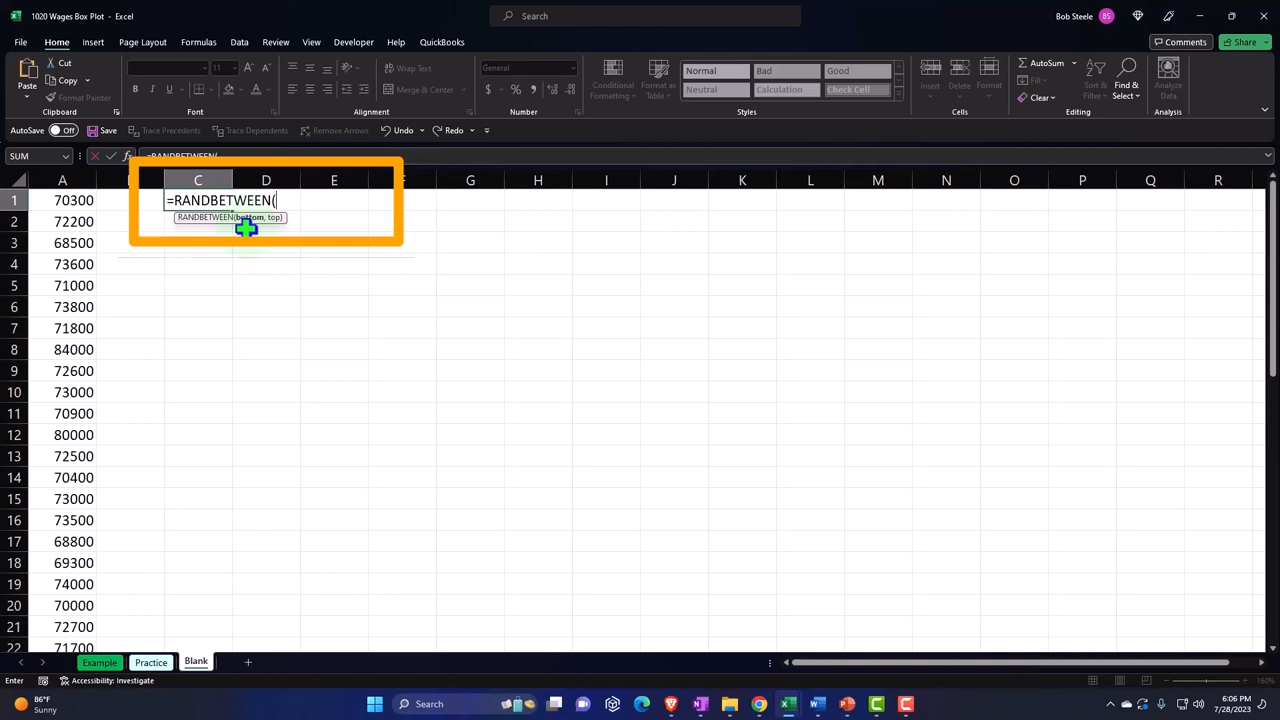 1020 Wages Box Plot - Excel
Search
Bob Steele BS
File Home Insert Page Layout Formulas Data Review View Developer Help QuickBooks Comments Share
Paste Cut Copy Format Painter
11 General
Wrap Text
Merge & Center
Conditional Formatting Format as Table
Normal Bad Good
Neutral Calculation Check Cell
Insert Delete Format
AutoSum
Fill
Clear
Sort & Filter Find & Select Analyze Data
Clipboard Font Alignment Number Styles Cells Editing Analysis
AutoSave Off Save Trace Precedents Trace Dependents Remove Arrows Undo Redo
SUM fx =RANDBETWEEN(
A C D E F G H I J K L M N O P Q R
1 70300 =RANDBETWEEN(
RANDBETWEEN(bottom, top)
2 72200
3 68500
4 73600
5 71000
6 73800
7 71800
8 84000
9 72600
10 73000
11 70900
12 80000
13 72500
14 70400
15 73000
16 73500
17 68800
18 69300
19 74000
20 70000
21 72700
22 71700
Example Practice Blank
Enter Accessibility: Investigate 160%
86°F
Sunny
Search
6:06 PM
7/28/2023